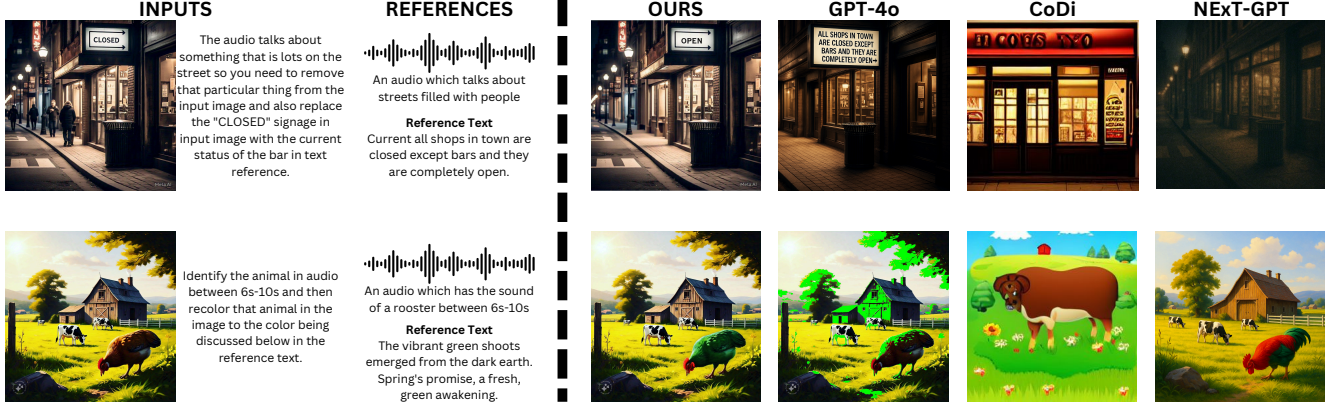 INPUTS
REFERENCES
OURS
GPT-4o
CoDi
NExT-GPT
CLOSED
The audio talks about
something that is lots on the
street so you need to remove
that particular thing from the
input image and also replace
the "CLOSED" signage in
input image with the current
status of the bar in text
reference.
An audio which talks about
streets filled with people
Reference Text
Current all shops in town are
closed except bars and they
are completely open.
OPEN
ALL SHOPS IN TOWN
ARE CLOSED EXCEPT
BARS AND THEY ARE
COMPLETELY OPEN→
Identify the animal in audio
between 6s-10s and then
recolor that animal in the
image to the color being
discussed below in the
reference text.
An audio which has the sound
of a rooster between 6s-10s
Reference Text
The vibrant green shoots
emerged from the dark earth.
Spring's promise, a fresh,
green awakening.